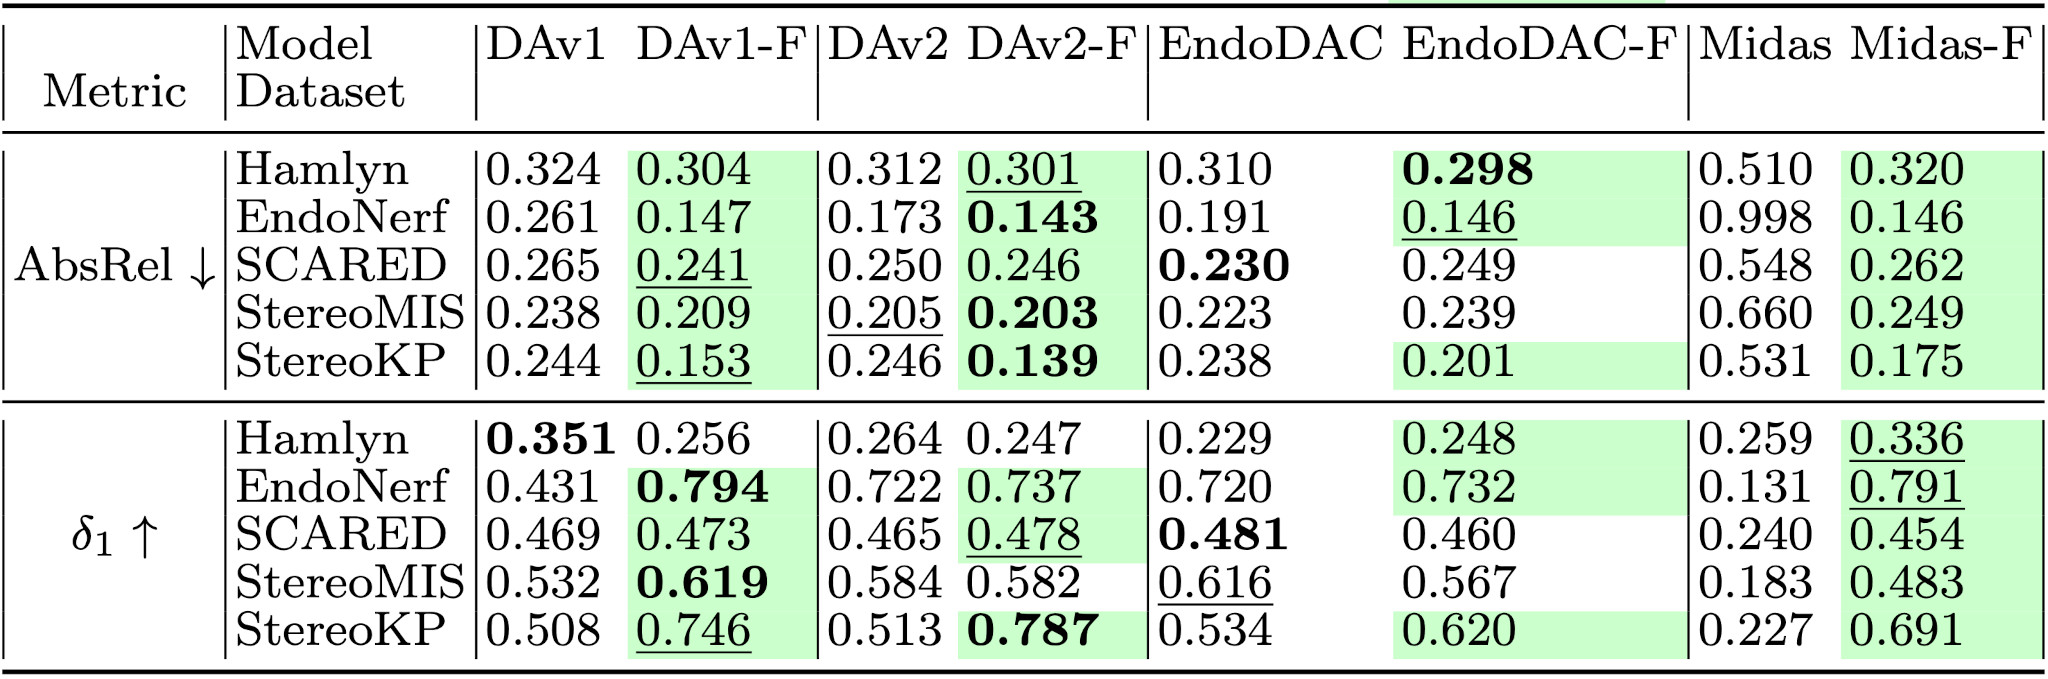 Model DAv1 DAv1-F DAv2 DAv2-F EndoDAC EndoDAC-F Midas Midas-F
Metric Dataset
Hamlyn 0.324 0.304 0.312 0.301 0.310 0.298 0.510 0.320
EndoNerf 0.261 0.147 0.173 0.143 0.191 0.146 0.998 0.146
AbsRel ↓ SCARED 0.265 0.241 0.250 0.246 0.230 0.249 0.548 0.262
StereoMIS 0.238 0.209 0.205 0.203 0.223 0.239 0.660 0.249
StereoKP 0.244 0.153 0.246 0.139 0.238 0.201 0.531 0.175
Hamlyn 0.351 0.256 0.264 0.247 0.229 0.248 0.259 0.336
EndoNerf 0.431 0.794 0.722 0.737 0.720 0.732 0.131 0.791
δ₁ ↑ SCARED 0.469 0.473 0.465 0.478 0.481 0.460 0.240 0.454
StereoMIS 0.532 0.619 0.584 0.582 0.616 0.567 0.183 0.483
StereoKP 0.508 0.746 0.513 0.787 0.534 0.620 0.227 0.691